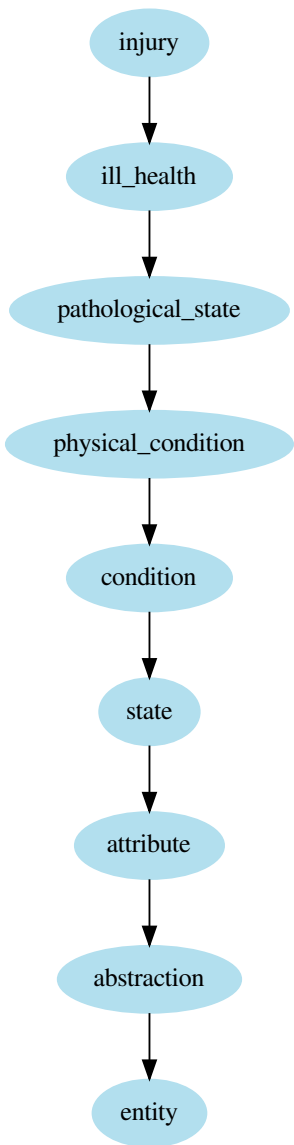 injury
ill_health
pathological_state
physical_condition
condition
state
attribute
abstraction
entity